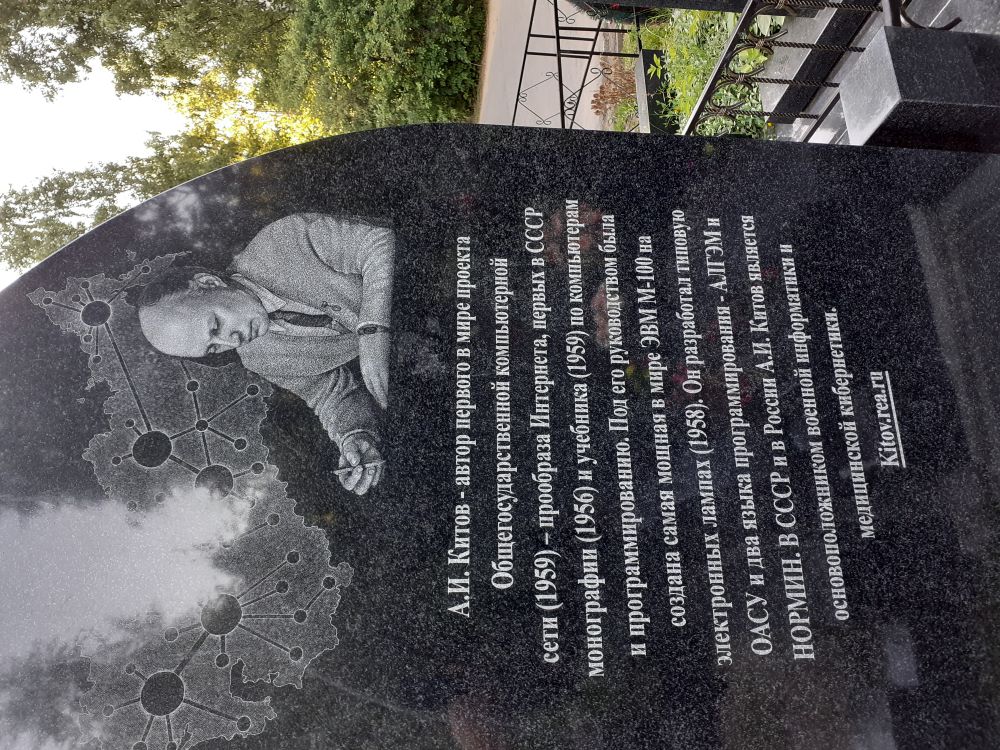 А.И. Китов - автор первого в мире проекта
Общегосударственной компьютерной
сети (1959) – прообраза Интернета, первых в СССР
монографии (1956) и учебника (1959) по компьютерам
и программированию. Под его руководством была
создана самая мощная в мире ЭВМ М-100 на
электронных лампах (1958). Он разработал типовую
ОАСУ и два языка программирования - АЛГЭМ и
НОРМИН. В СССР и в России А.И. Китов является
основоположником военной информатики и
медицинской кибернетики.
Kitov.rea.ru